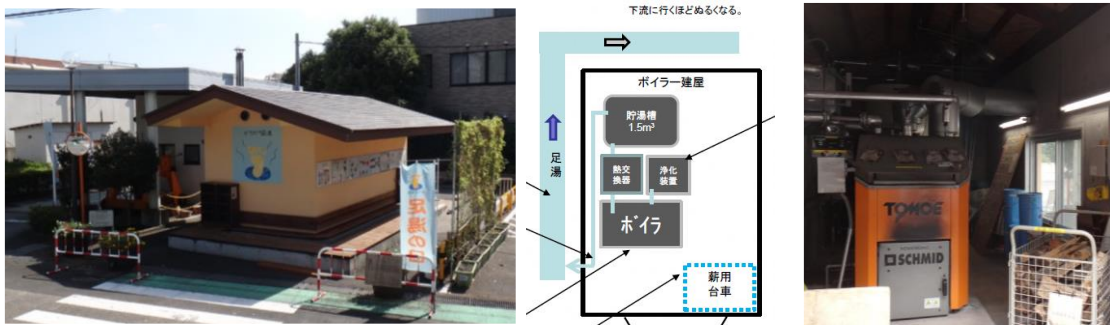 足湯の
下流に行くほどぬるくなる。
ボイラー建屋
貯湯槽
1.5m³
足湯
熱交
換器
浄化
装置
ボイラ
薪用
台車
TOMOE
SCHMID